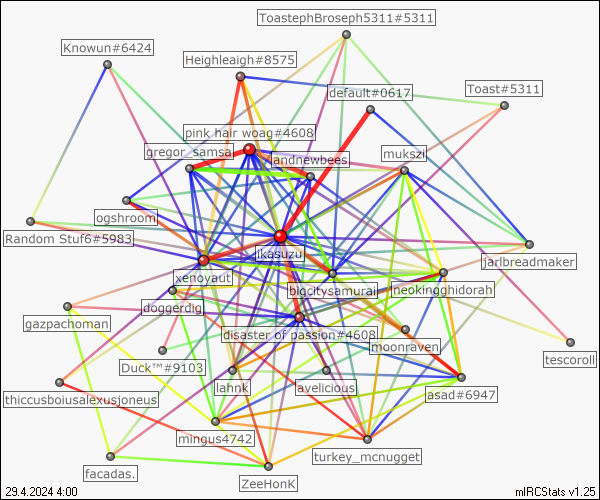 ToastephBroseph5311#5311
Knowun#6424
Heighleaigh#8575
Toast#5311
default#0617
pink hair woag#4608
gregor_samsa
landnewbees
mukszi
ogshroom
Random Stuf6#5983
ikasuzu
jarbreadmaker
xenoyaut
bigcitysamurai
neokingghidorah
doggerdig
gazpachoman
disaster of passion#4608
moonraven
tescoroll
Duck™#9103
lahnk
avelicious
asad#6947
thiccusboiusalexusjoneus
mingus4742
turkey_mcnugget
facadas.
ZeeHonK
29.4.2024 4:00
mIRCStats v1.25